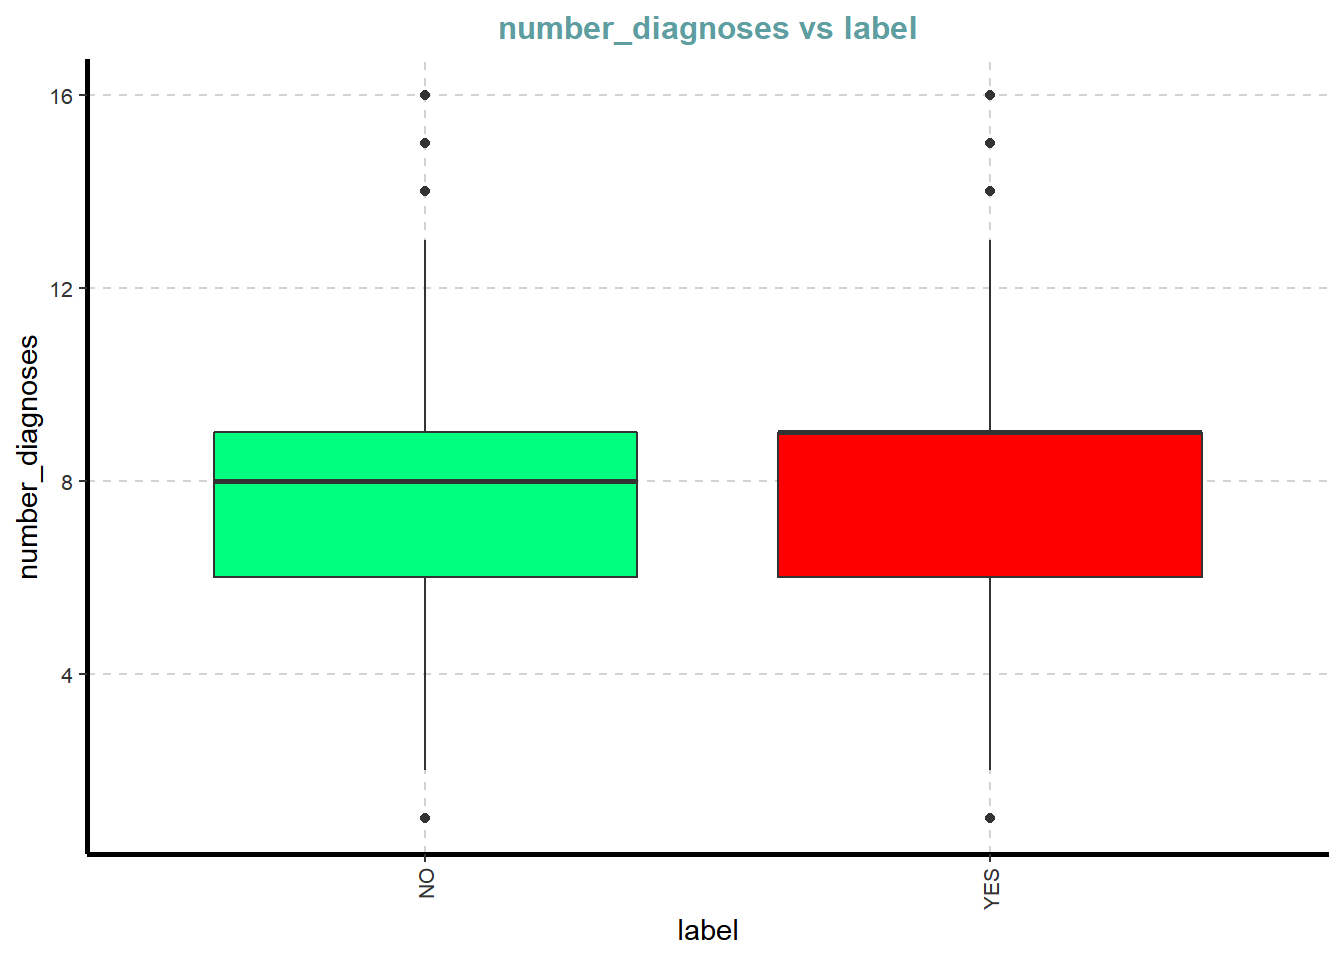 number_diagnoses vs label
number_diagnoses
16
12
8
4
NO
YES
label